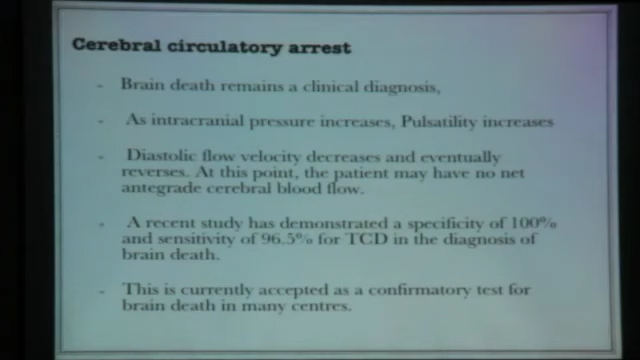 Cerebral circulatory arrest
- Brain death remains a clinical diagnosis,
- As intracranial pressure increases, Pulsatility increases
- Diastolic flow velocity decreases and eventually
reverses. At this point, the patient may have no net
antegrade cerebral blood flow.
- A recent study has demonstrated a specificity of 100%
and sensitivity of 96.5% for TCD in the diagnosis of
brain death.
- This is currently accepted as a confirmatory test for
brain death in many centres.